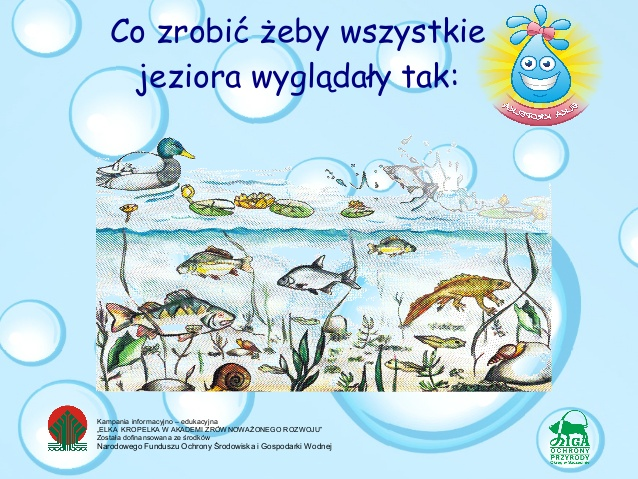 Co zrobić żeby wszystkie
jeziora wyglądały tak:
Kampania informacyjno – edukacyjna
„ELKA KROPELKA W AKADEMI ZRÓWNOWAŻONEGO ROZWOJU”
Została dofinansowana ze środków
Narodowego Funduszu Ochrony Środowiska i Gospodarki Wodnej
LIGA
OCHRONY
PRZYRODY